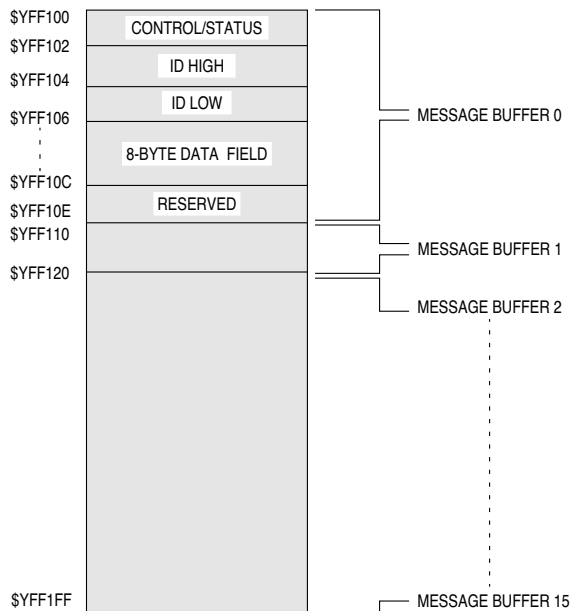 $YFF100
CONTROL/STATUS
$YFF102
ID HIGH
$YFF104
ID LOW
$YFF106
MESSAGE BUFFER 0
8-BYTE DATA FIELD
$YFF10C
RESERVED
$YFF10E
$YFF110
MESSAGE BUFFER 1
$YFF120
MESSAGE BUFFER 2
$YFF1FF
MESSAGE BUFFER 15